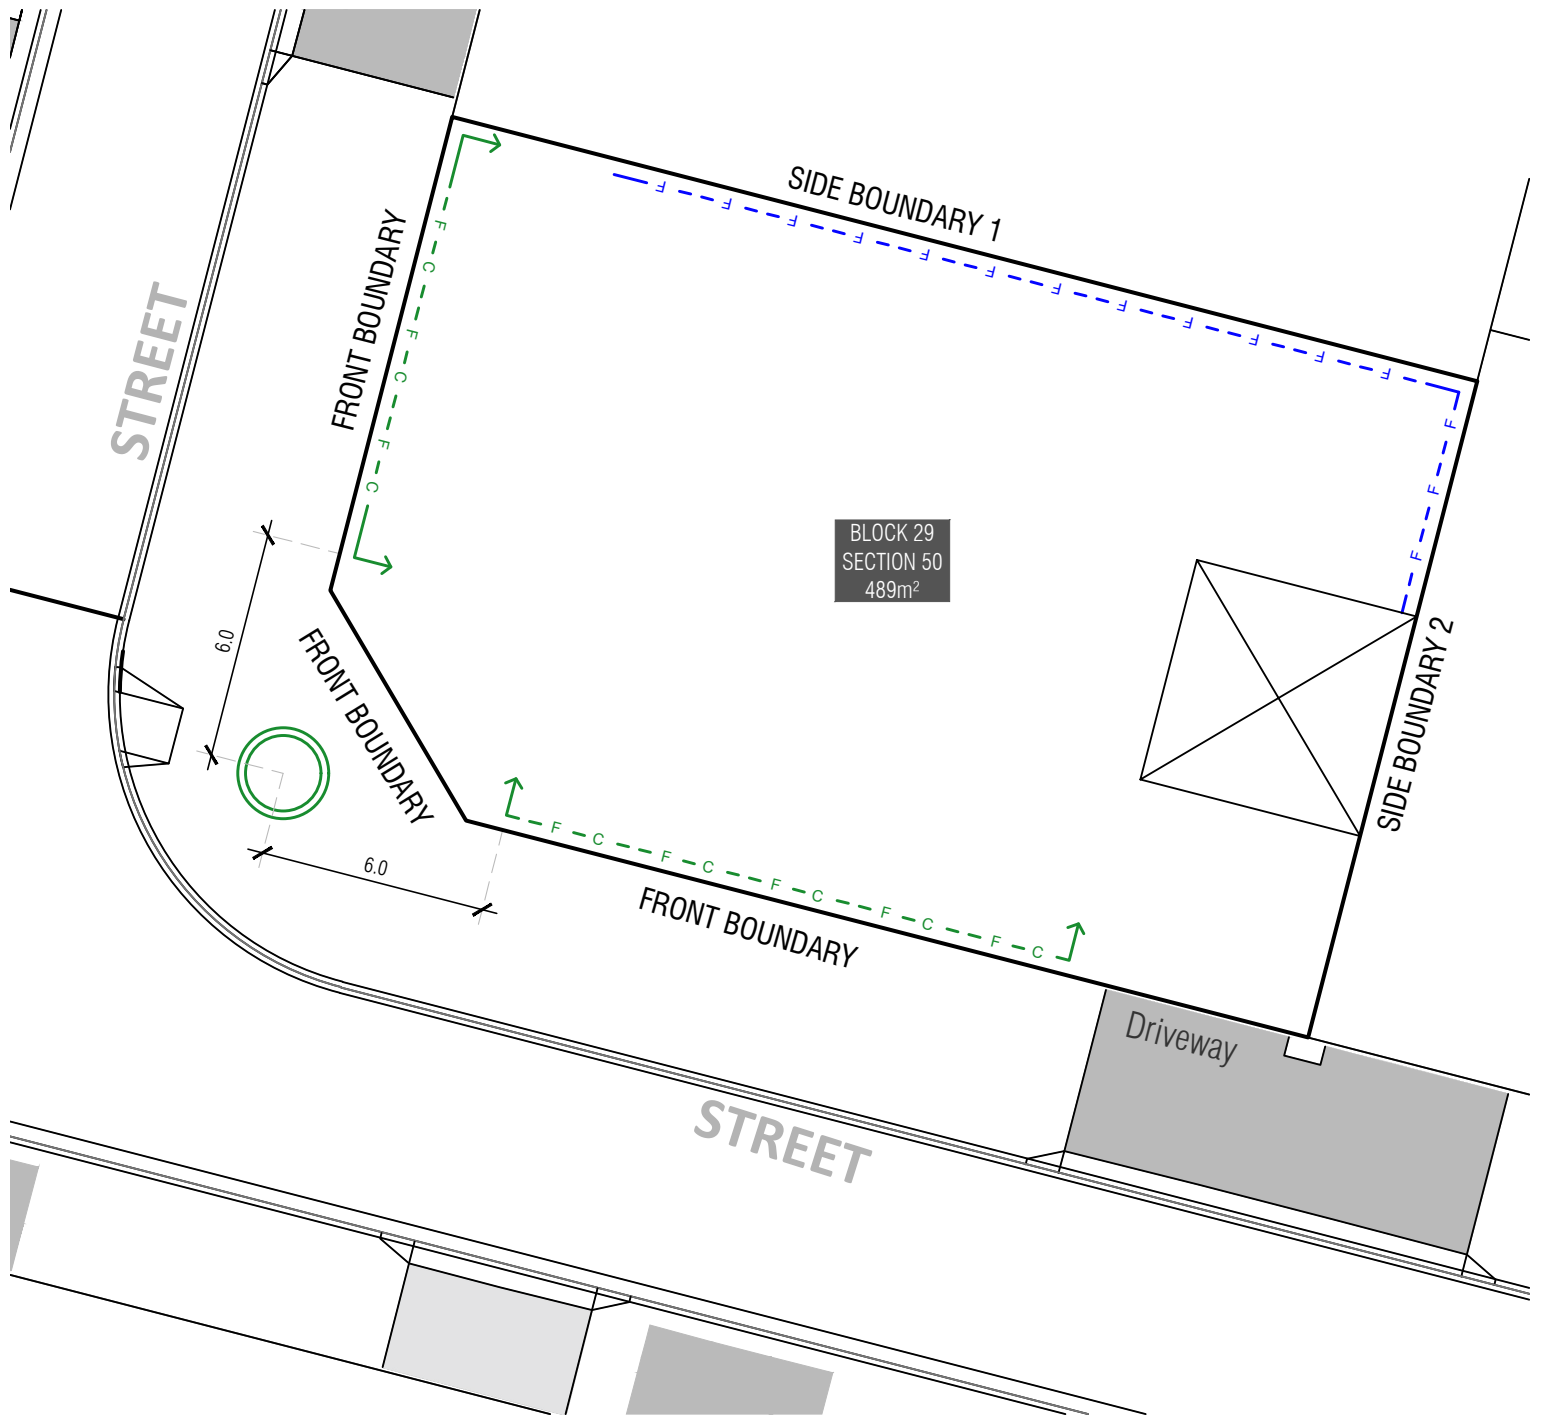 SIDE BOUNDARY 1
F F F F F F F F F F F F
FRONT BOUNDARY
F C F C F C
STREET
F F F
BLOCK 29
SECTION 50
489m²
6.0
FRONT BOUNDARY
SIDE BOUNDARY 2
6.0
F C F C F C F C F C
FRONT BOUNDARY
Driveway
STREET